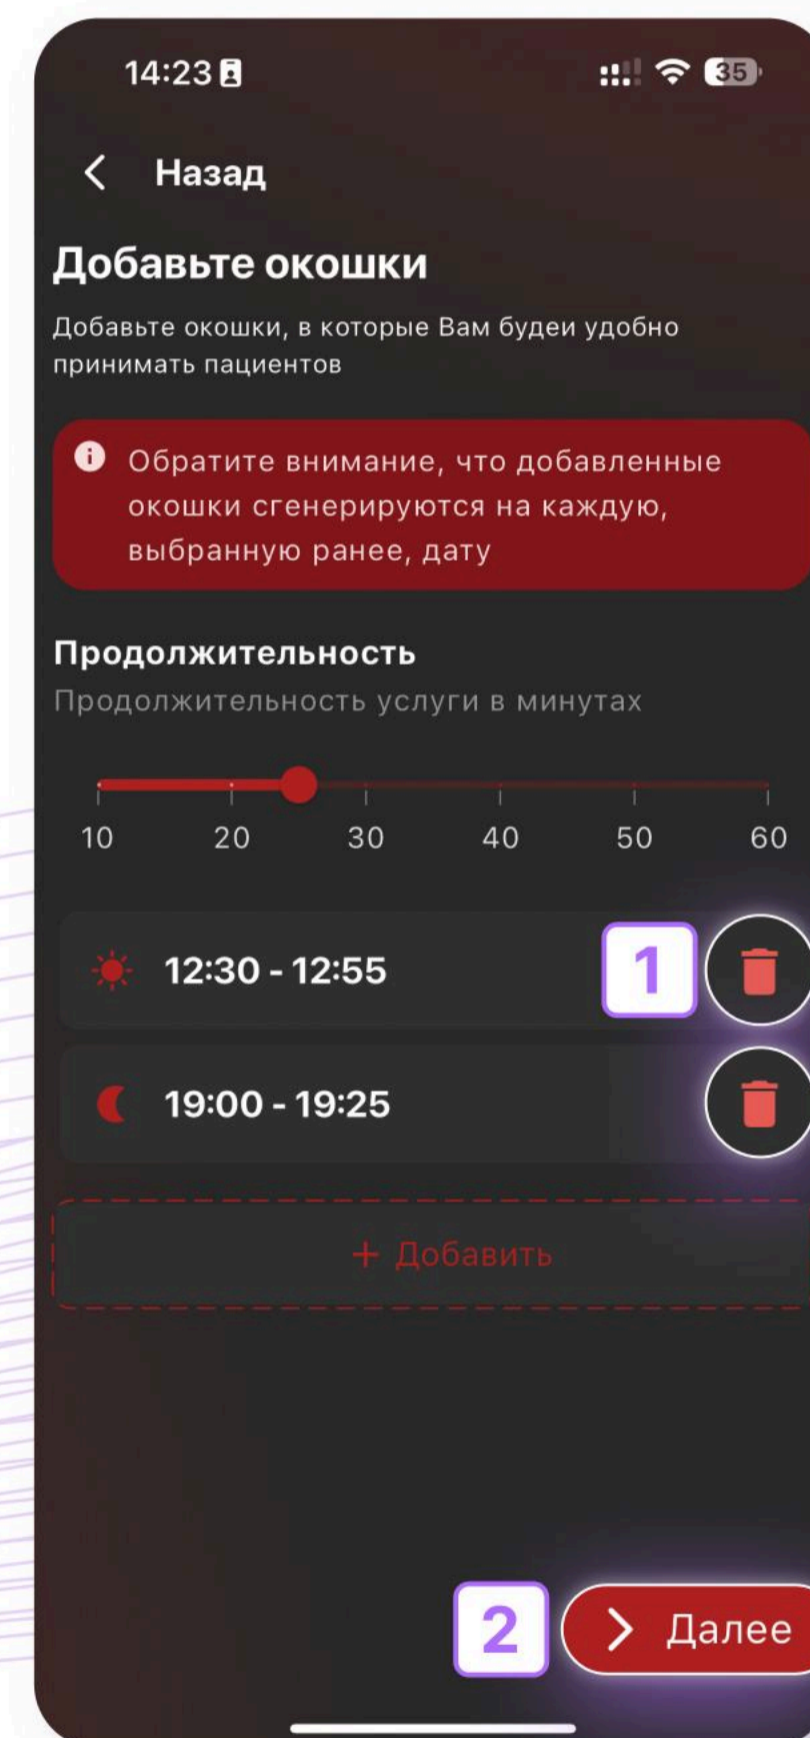 14:23
35
Назад
Добавьте окошки
Добавьте окошки, в которые Вам будеи удобно
принимать пациентов
Обратите внимание, что добавленные
окошки сгенерируются на каждую,
выбранную ранее, дату
Продолжительность
Продолжительность услуги в минутах
10 20 30 40 50 60
12:30 - 12:55
1
19:00 - 19:25
+ Добавить
2
Далее